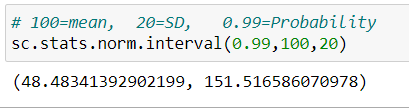 # 100=mean,  20=SD,   0.99=Probability
sc.stats.norm.interval(0.99,100,20)
(48.48341392902199, 151.516586070978)